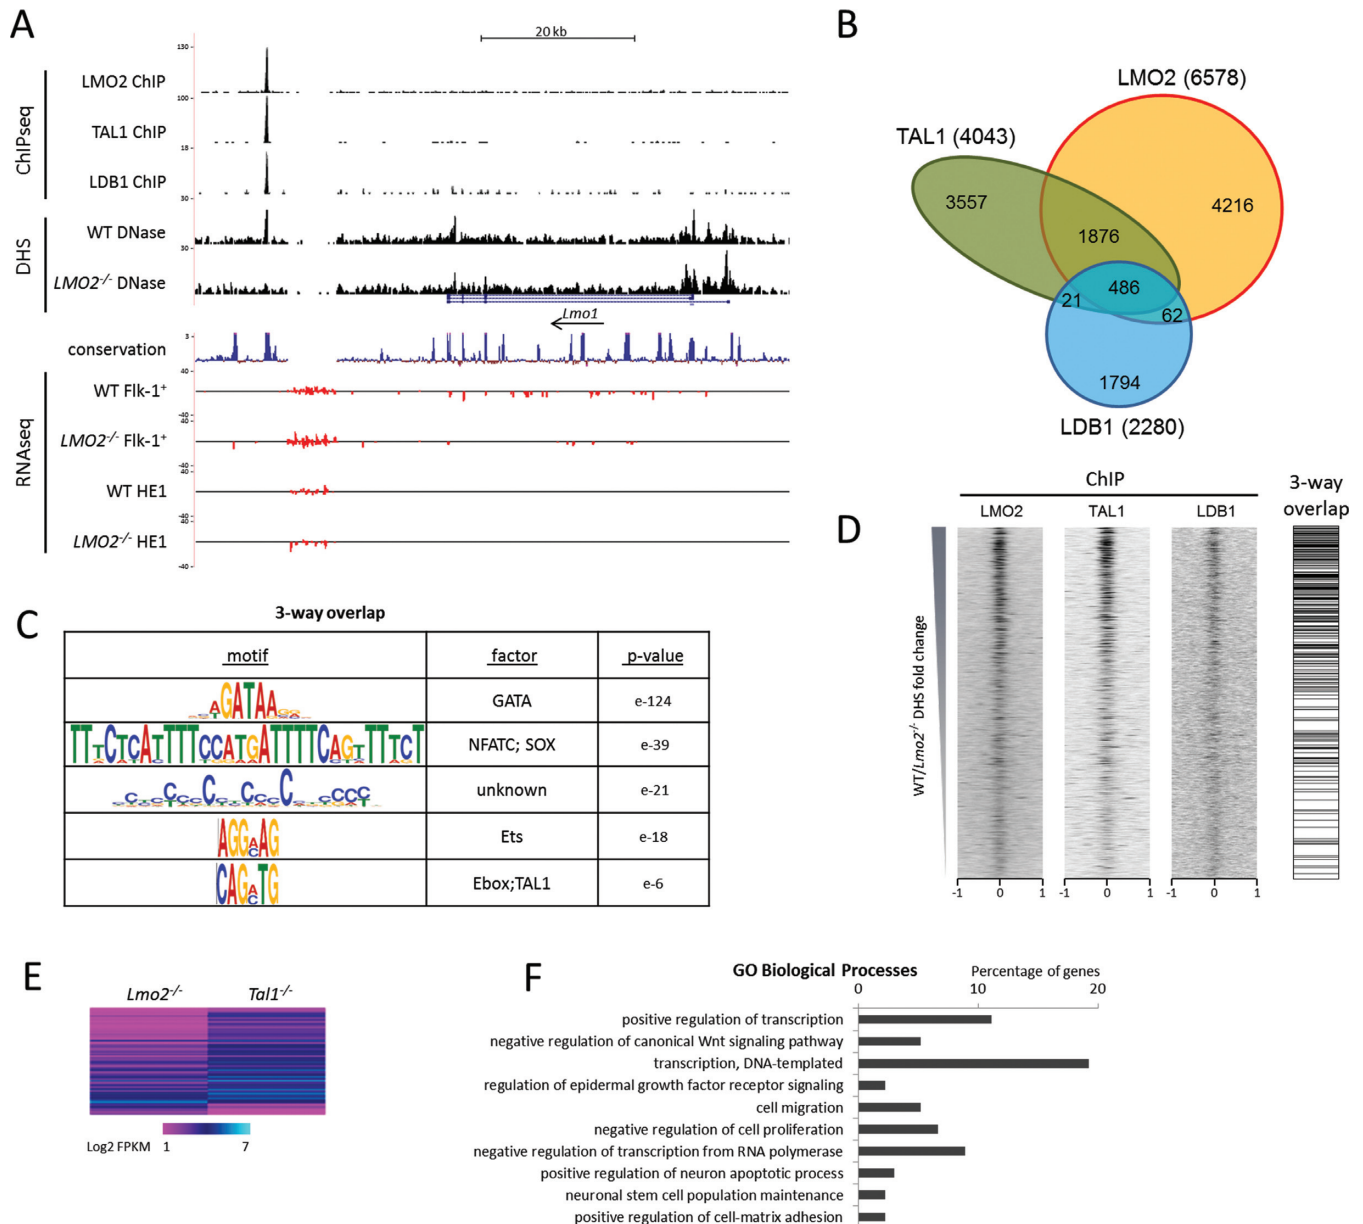 A
20 kb
ChIPseq
150
LMO2 ChIP
100
TAL1 ChIP
18
LDB1 ChIP
30
DHS
WT DNase
30
LMO2-/- DNase
Lmo1
3
conservation
40
RNAseq
WT Flk-1+
-40
40
LMO2-/- Flk-1+
-40
40
WT HE1
-40
40
LMO2-/- HE1
-40
B
LMO2 (6578)
TAL1 (4043)
3557
4216
1876
486
21
62
1794
LDB1 (2280)
C
3-way overlap
motif factor p-value
GATAA GATA e-124
NFATC; SOX e-39
unknown e-21
AGG AG Ets e-18
CAG TG Ebox;TAL1 e-6
D
ChIP
3-way
overlap
LMO2 TAL1 LDB1
WT/Lmo2-/- DHS fold change
-1 0 1 -1 0 1 -1 0 1
E
Lmo2-/- Tal1-/-
Log2 FPKM 1 7
F
GO Biological Processes
Percentage of genes
0 10 20
positive regulation of transcription
negative regulation of canonical Wnt signaling pathway
transcription, DNA-templated
regulation of epidermal growth factor receptor signaling
cell migration
negative regulation of cell proliferation
negative regulation of transcription from RNA polymerase
positive regulation of neuron apoptotic process
neuronal stem cell population maintenance
positive regulation of cell-matrix adhesion